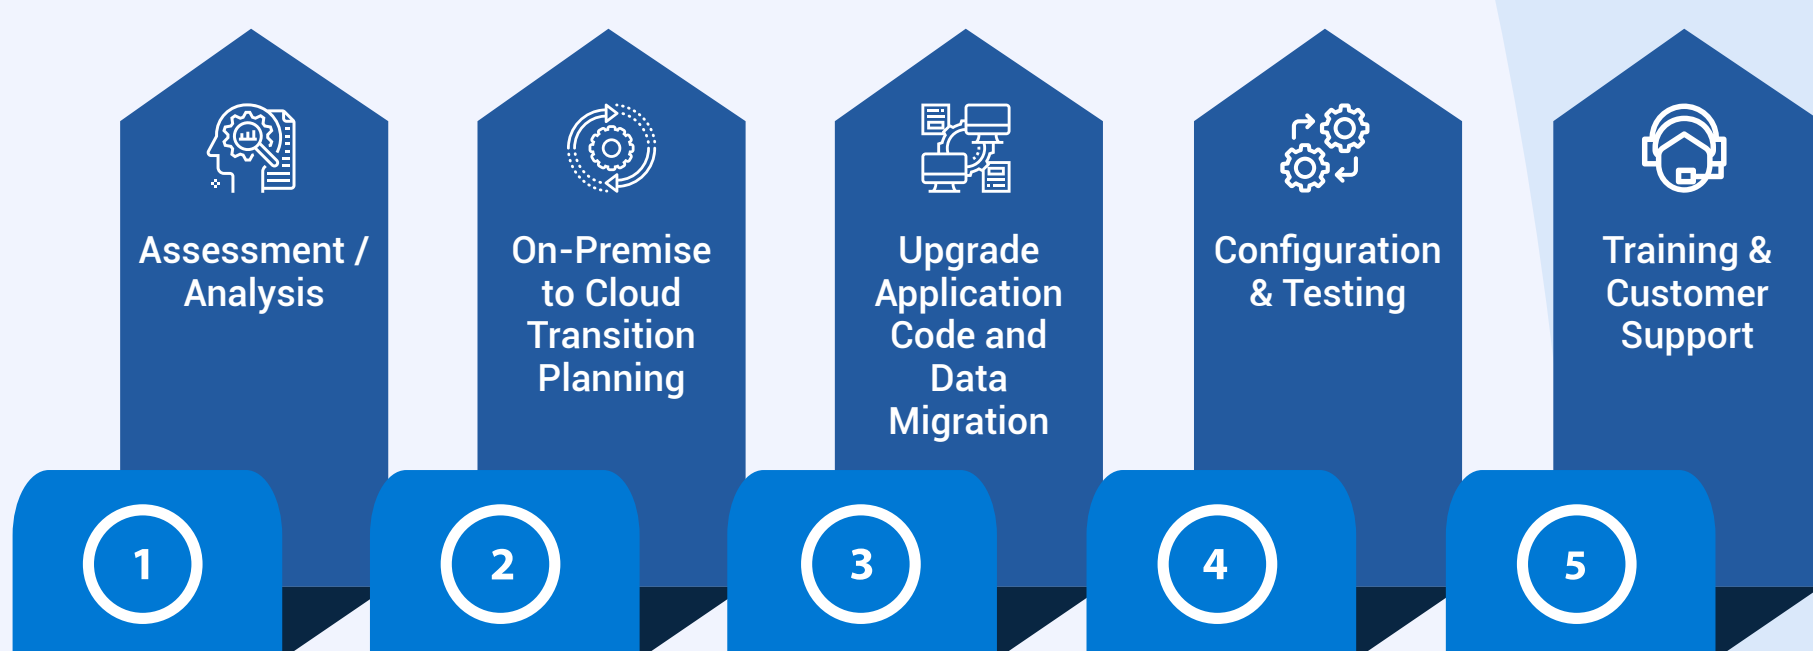 Assessment /
Analysis
1
On-Premise
to Cloud
Transition
Planning
2
Upgrade
Application
Code and
Data
Migration
3
Configuration
& Testing
4
Training &
Customer
Support
5